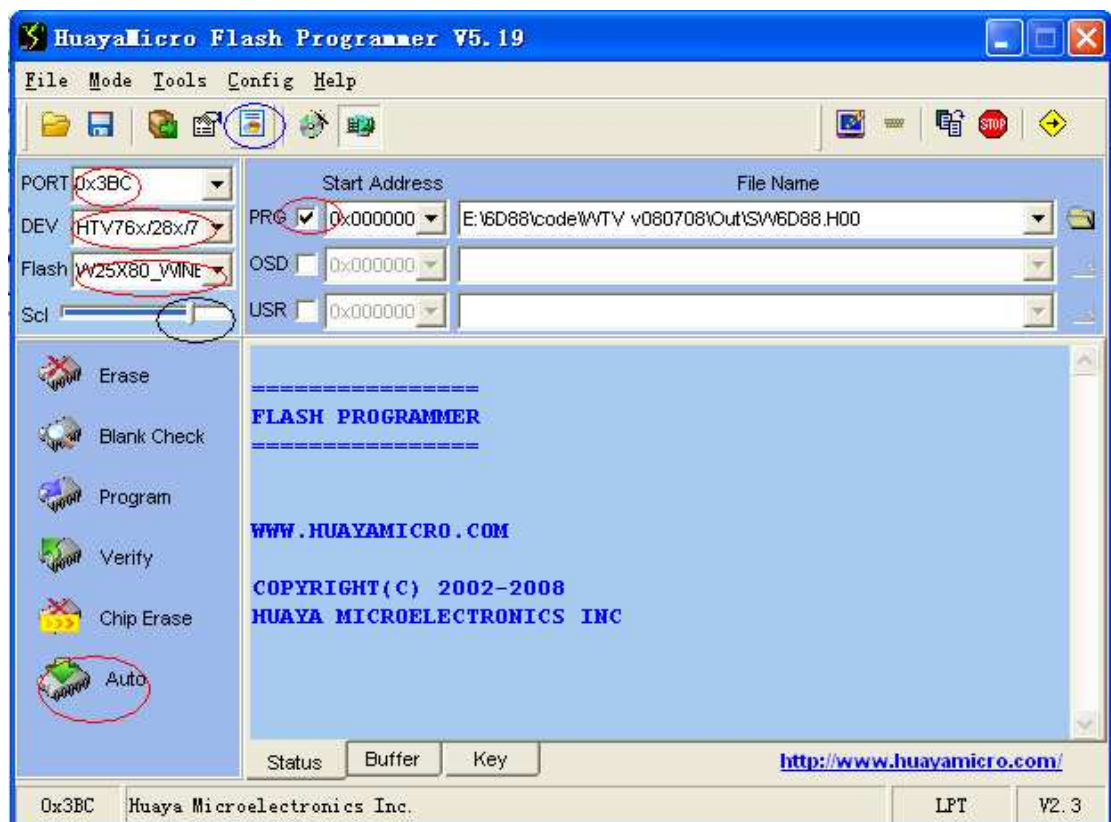 HuayaMicro Flash Programmer V5.19
File Mode Tools Config Help
STOP
PORT 0x3BC
DEV HTV76x/28x/7
Flash W25X80_WINE
Scl
Start Address File Name
PRG 0x000000 E:\6D88\code\WTV v080708\Out\SW6D88.H00
OSD 0x000000
USR 0x000000
Erase
Blank Check
Program
Verify
Chip Erase
Auto
================
FLASH PROGRAMMER
================
WWW.HUAYAMICRO.COM
COPYRIGHT(C) 2002-2008
HUAYA MICROELECTRONICS INC
Status Buffer Key
http://www.huayamicro.com/
0x3BC Huaya Microelectronics Inc. LPT V2.3